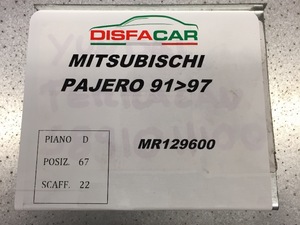 DISFACAR
MITSUBISCHI
PAJERO 91>97
MR129600
PIANO D
POSIZ. 67
SCAFF. 22